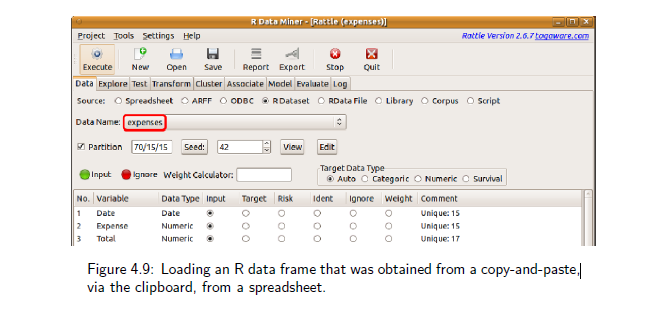 R Data Miner - [Rattle (expenses)]
Project Tools Settings Help Rattle Version 2.6.7 togaware.com
Execute New Open Save Report Export Stop Quit
Data Explore Test Transform Cluster Associate Model Evaluate Log
Source: Spreadsheet ARFF ODBC R Dataset RData File Library Corpus Script
Data Name: expenses
Partition 70/15/15 Seed: 42 View Edit
Input Ignore Weight Calculator: Target Data Type
Auto Categoric Numeric Survival
No. Variable Data Type Input Target Risk Ident Ignore Weight Comment
1 Date Date Unique: 15
2 Expense Numeric Unique: 15
3 Total Numeric Unique: 17
Figure 4.9: Loading an R data frame that was obtained from a copy-and-paste,
via the clipboard, from a spreadsheet.